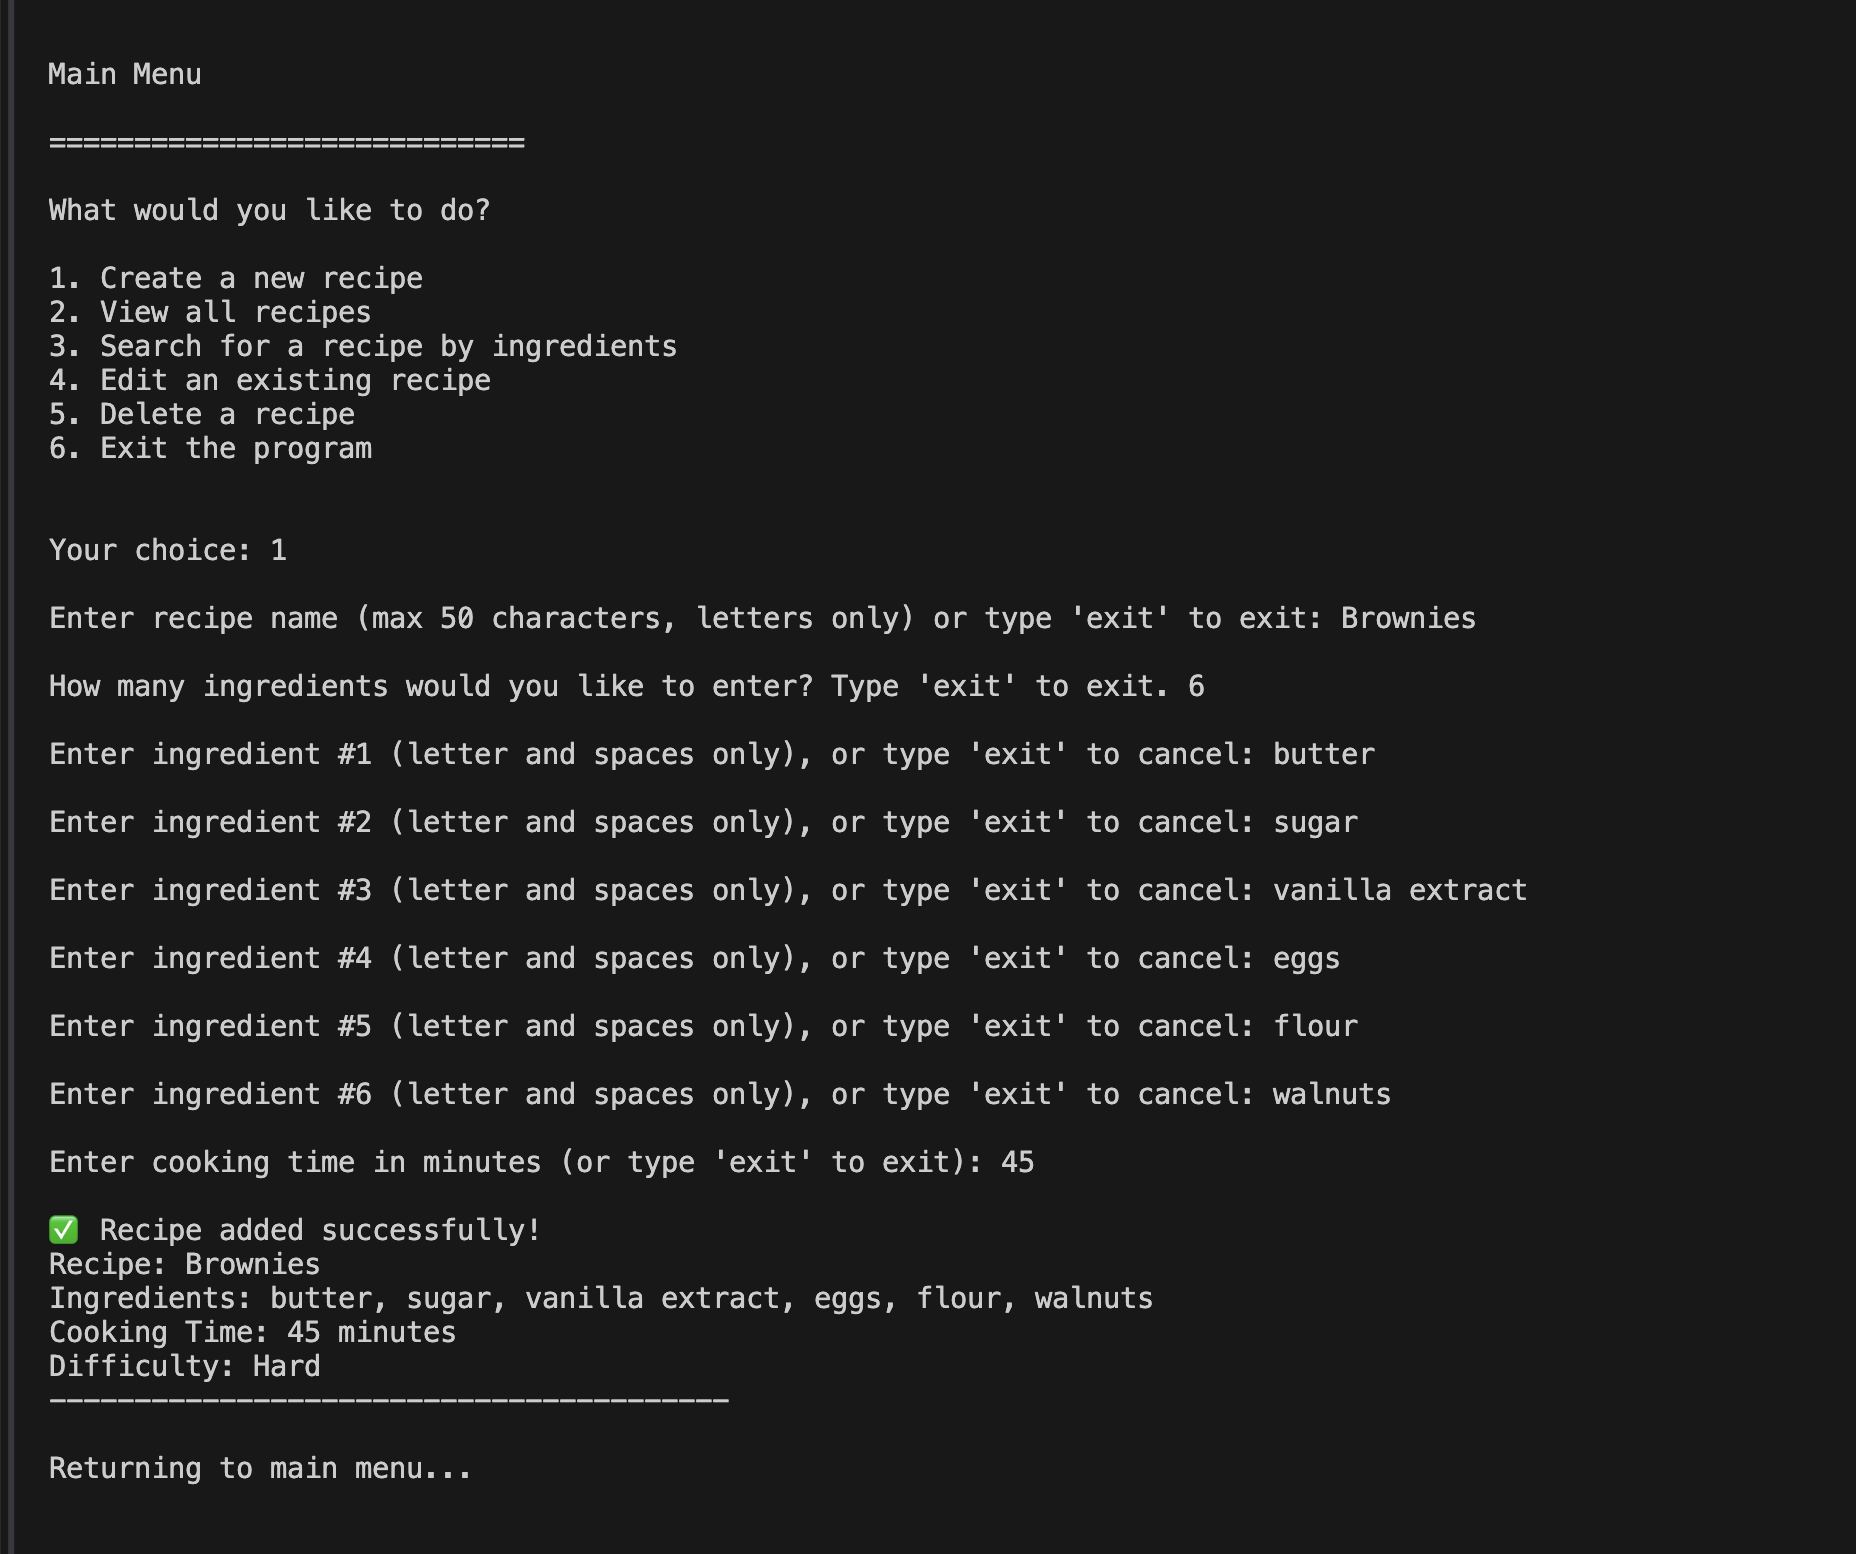 Main Menu
============================
What would you like to do?
1. Create a new recipe
2. View all recipes
3. Search for a recipe by ingredients
4. Edit an existing recipe
5. Delete a recipe
6. Exit the program
Your choice: 1
Enter recipe name (max 50 characters, letters only) or type 'exit' to exit: Brownies
How many ingredients would you like to enter? Type 'exit' to exit. 6
Enter ingredient #1 (letter and spaces only), or type 'exit' to cancel: butter
Enter ingredient #2 (letter and spaces only), or type 'exit' to cancel: sugar
Enter ingredient #3 (letter and spaces only), or type 'exit' to cancel: vanilla extract
Enter ingredient #4 (letter and spaces only), or type 'exit' to cancel: eggs
Enter ingredient #5 (letter and spaces only), or type 'exit' to cancel: flour
Enter ingredient #6 (letter and spaces only), or type 'exit' to cancel: walnuts
Enter cooking time in minutes (or type 'exit' to exit): 45
✅ Recipe added successfully!
Recipe: Brownies
Ingredients: butter, sugar, vanilla extract, eggs, flour, walnuts
Cooking Time: 45 minutes
Difficulty: Hard
----------------------------------------
Returning to main menu...